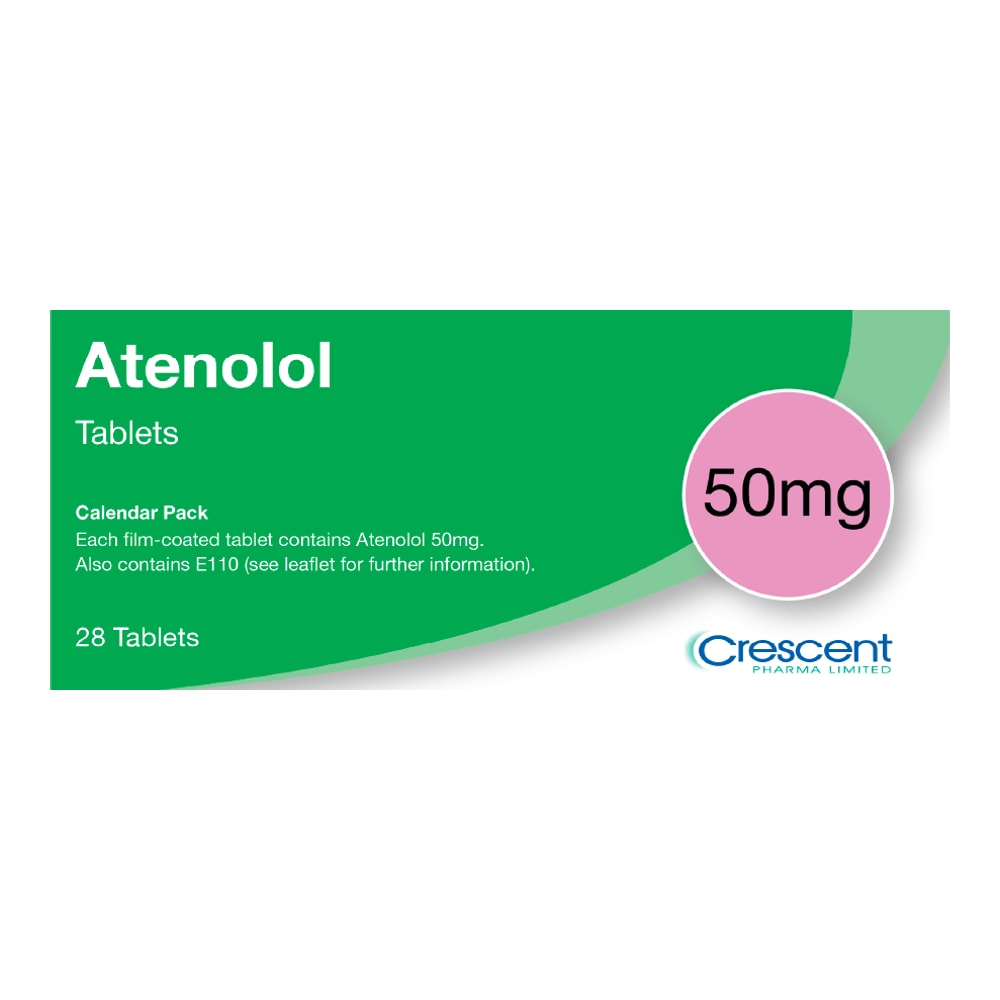 Atenolol
Tablets
50mg
Calendar Pack
Each film-coated tablet contains Atenolol 50mg.
Also contains E110 (see leaflet for further information).
28 Tablets
Crescent
PHARMA LIMITED